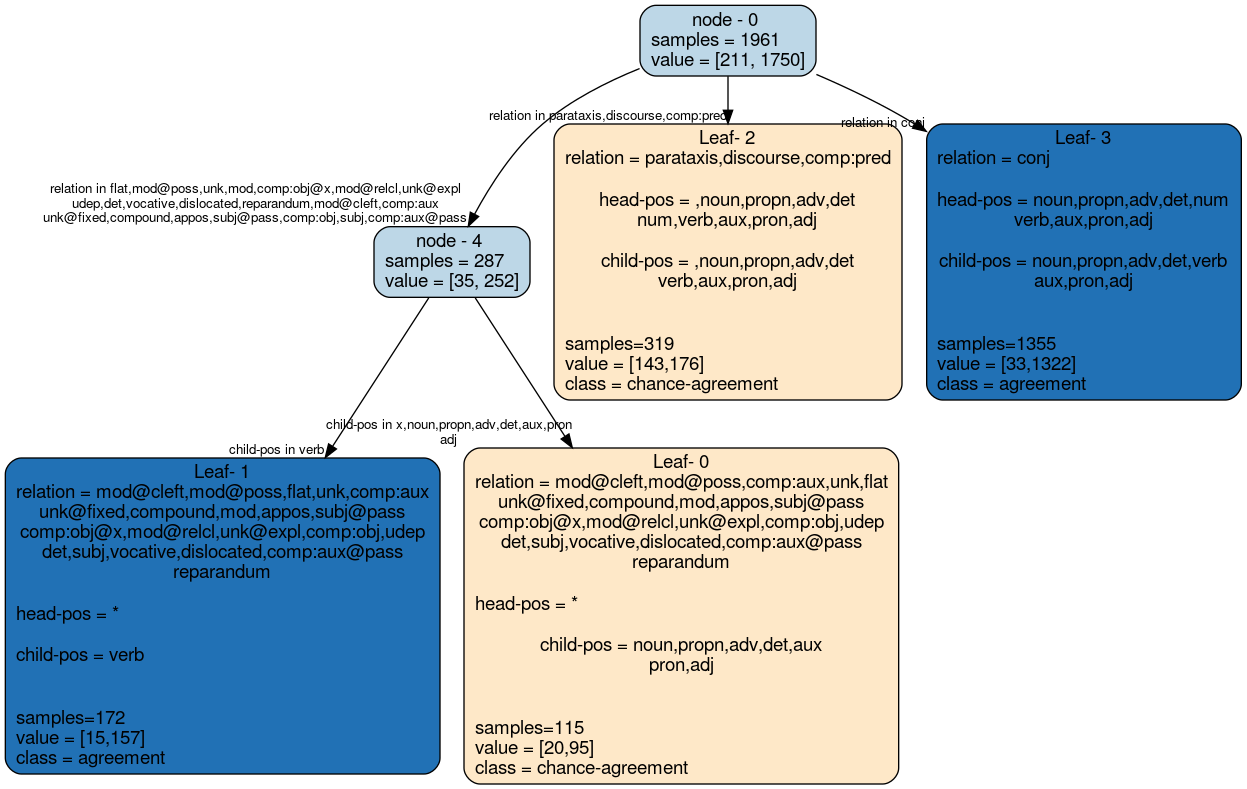 node - 0
samples = 1961
value = [211, 1750]
relation in parataxis,discourse,comp:pred
relation in conj
relation in flat,mod@poss,unk,mod,comp:obj@x,mod@relcl,unk@expl
udep,det,vocative,dislocated,reparandum,mod@cleft,comp:aux
unk@fixed,compound,appos,subj@pass,comp:obj,subj,comp:aux@pass
node - 4
samples = 287
value = [35, 252]
Leaf- 2
relation = parataxis,discourse,comp:pred
head-pos = ,noun,propn,adv,det
num,verb,aux,pron,adj
child-pos = ,noun,propn,adv,det
verb,aux,pron,adj
samples=319
value = [143,176]
class = chance-agreement
Leaf- 3
relation = conj
head-pos = noun,propn,adv,det,num
verb,aux,pron,adj
child-pos = noun,propn,adv,det,verb
aux,pron,adj
samples=1355
value = [33,1322]
class = agreement
child-pos in verb
child-pos in x,noun,propn,adv,det,aux,pron
adj
Leaf- 1
relation = mod@cleft,mod@poss,flat,unk,comp:aux
unk@fixed,compound,mod,appos,subj@pass
comp:obj@x,mod@relcl,unk@expl,comp:obj,udep
det,subj,vocative,dislocated,comp:aux@pass
reparandum
head-pos = *
child-pos = verb
samples=172
value = [15,157]
class = agreement
Leaf- 0
relation = mod@cleft,mod@poss,comp:aux,unk,flat
unk@fixed,compound,mod,appos,subj@pass
comp:obj@x,mod@relcl,unk@expl,comp:obj,udep
det,subj,vocative,dislocated,comp:aux@pass
reparandum
head-pos = *
child-pos = noun,propn,adv,det,aux
pron,adj
samples=115
value = [20,95]
class = chance-agreement